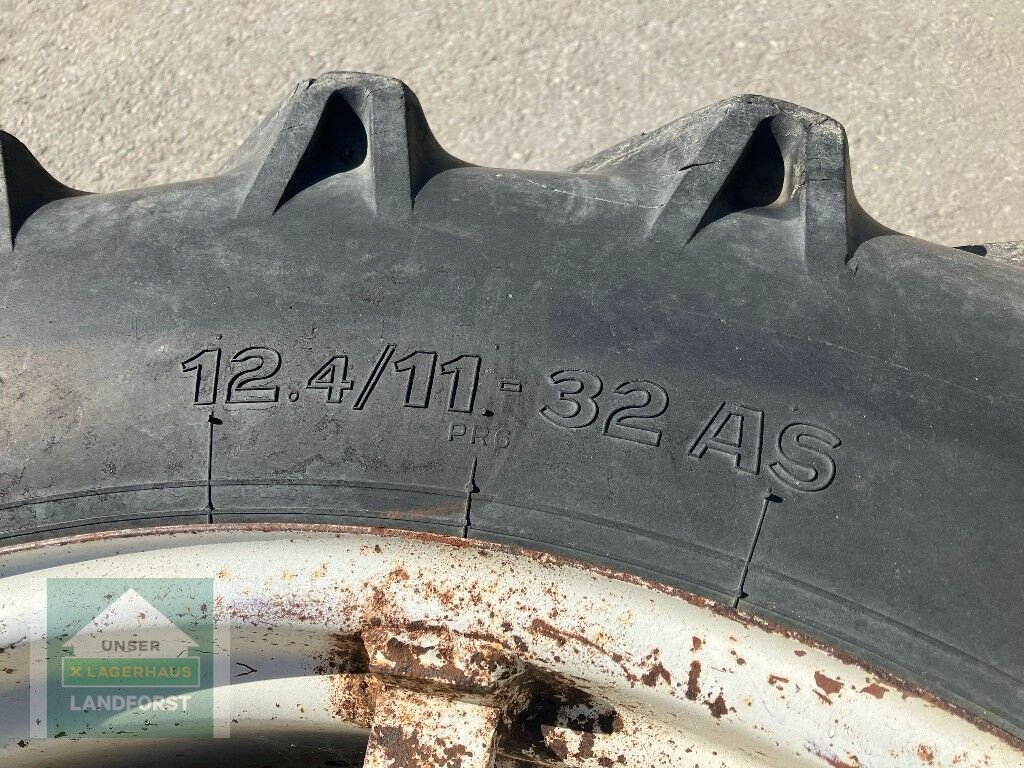 12.4/11.-32 AS
PR6
UNSER
X LAGERHAUS
LANDFORST